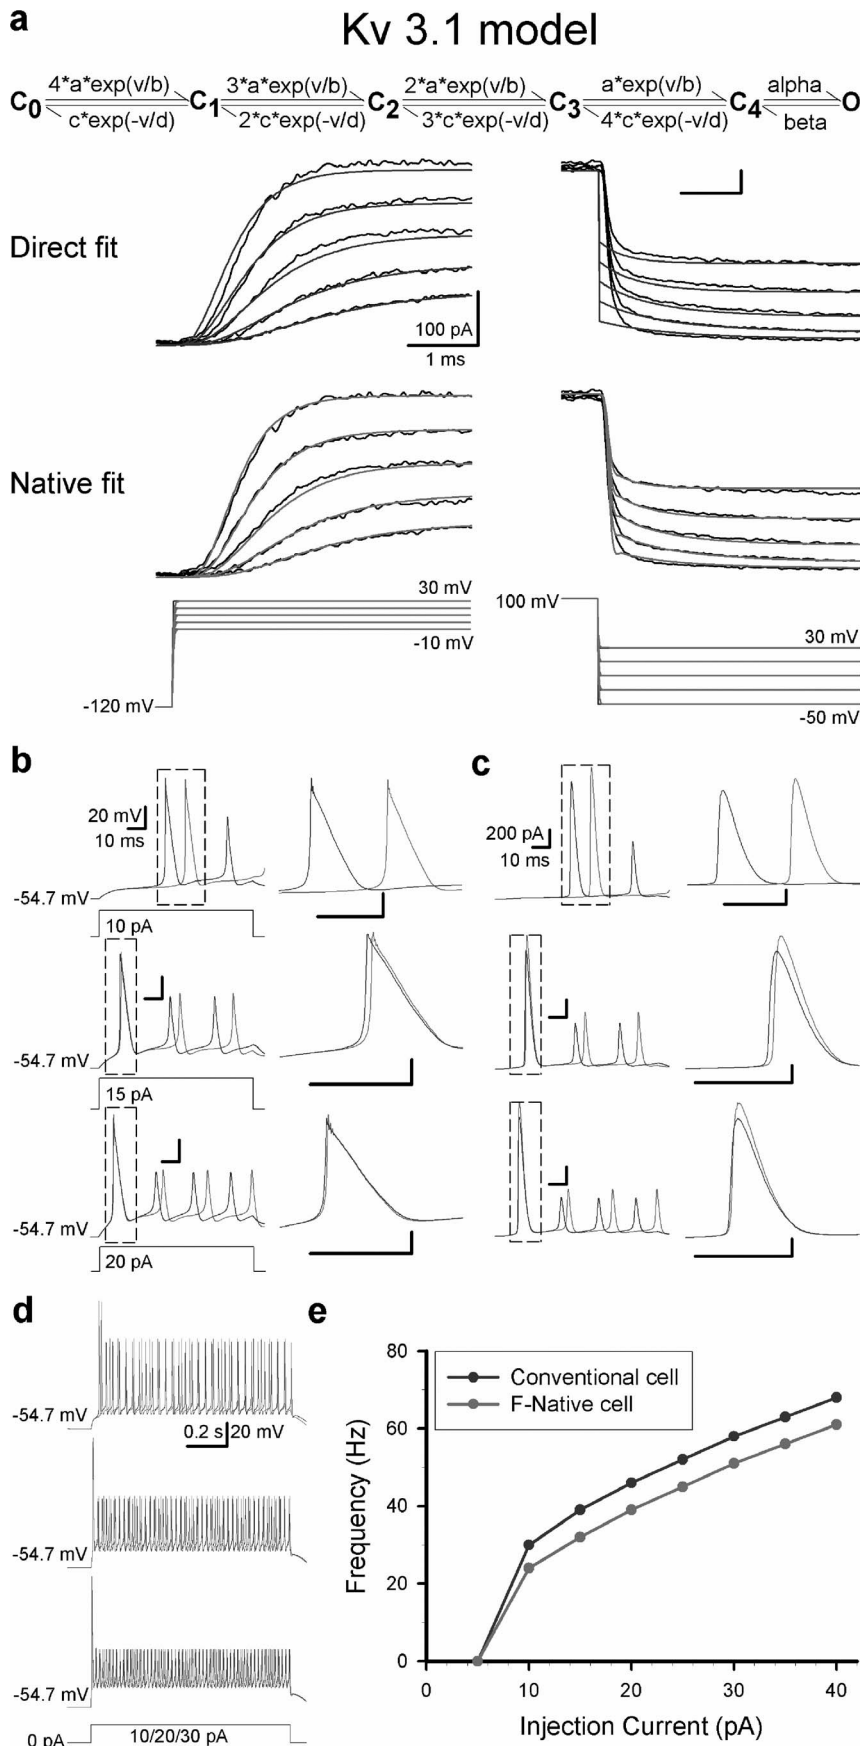 a
Kv 3.1 model
4*a*exp(v/b) 3*a*exp(v/b) 2*a*exp(v/b) a*exp(v/b) alpha
C0 C1 C2 C3 C4 O
c*exp(-v/d) 2*c*exp(-v/d) 3*c*exp(-v/d) 4*c*exp(-v/d) beta
Direct fit
100 pA
1 ms
Native fit
30 mV
-10 mV
-120 mV
100 mV
30 mV
-50 mV
b
20 mV
10 ms
-54.7 mV
10 pA
-54.7 mV
15 pA
-54.7 mV
20 pA
c
200 pA
10 ms
d
-54.7 mV
0.2 s 20 mV
-54.7 mV
-54.7 mV
0 pA 10/20/30 pA
e
80
60
40
20
0
Frequency (Hz)
Conventional cell
F-Native cell
0 10 20 30 40
Injection Current (pA)